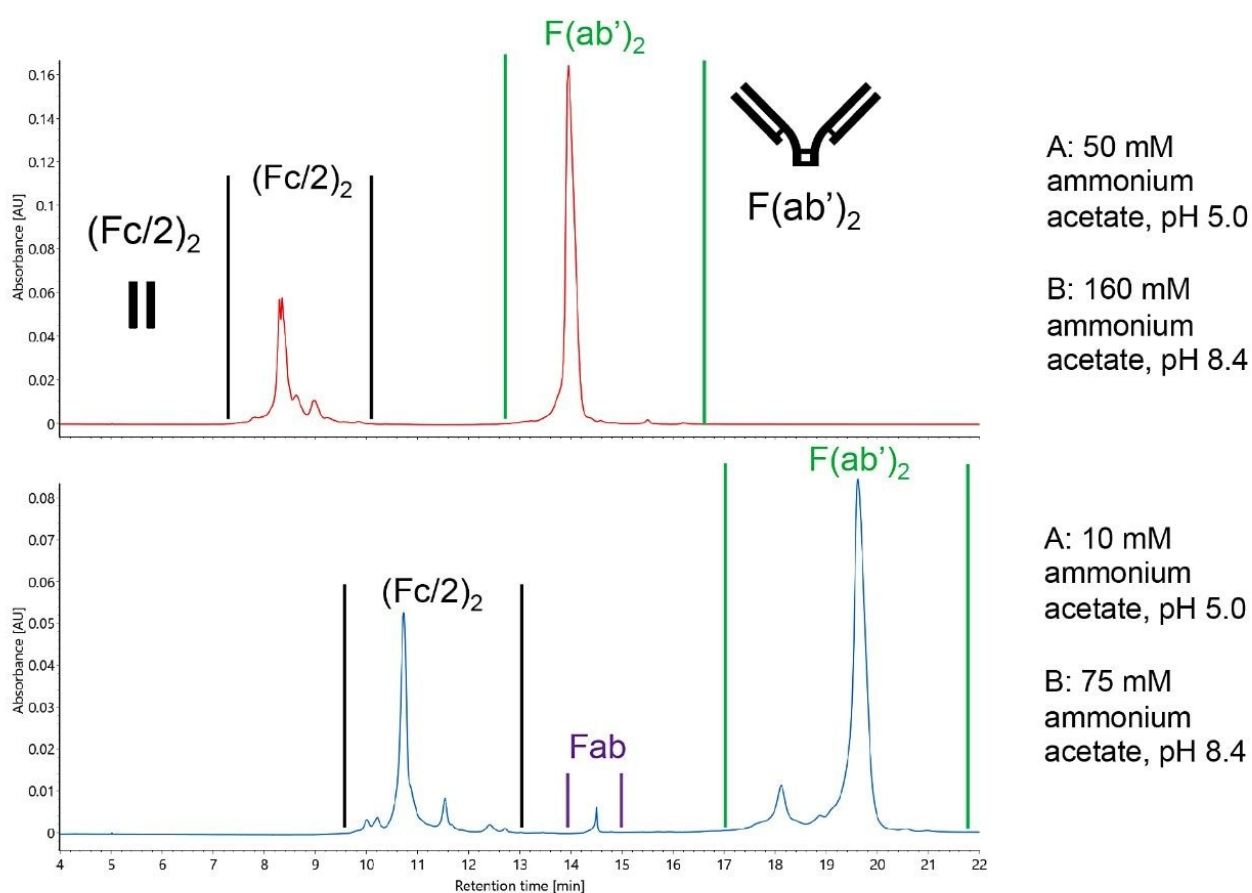 F(ab')₂
(Fc/2)₂
(Fc/2)₂
F(ab')₂
Absorbance [AU]
0.16
0.14
0.12
0.1
0.08
0.06
0.04
0.02
0
A: 50 mM
ammonium
acetate, pH 5.0
B: 160 mM
ammonium
acetate, pH 8.4
F(ab')₂
(Fc/2)₂
Fab
Absorbance [AU]
0.08
0.07
0.06
0.05
0.04
0.03
0.02
0.01
0
4 5 6 7 8 9 10 11 12 13 14 15 16 17 18 19 20 21 22
Retention time [min]
A: 10 mM
ammonium
acetate, pH 5.0
B: 75 mM
ammonium
acetate, pH 8.4